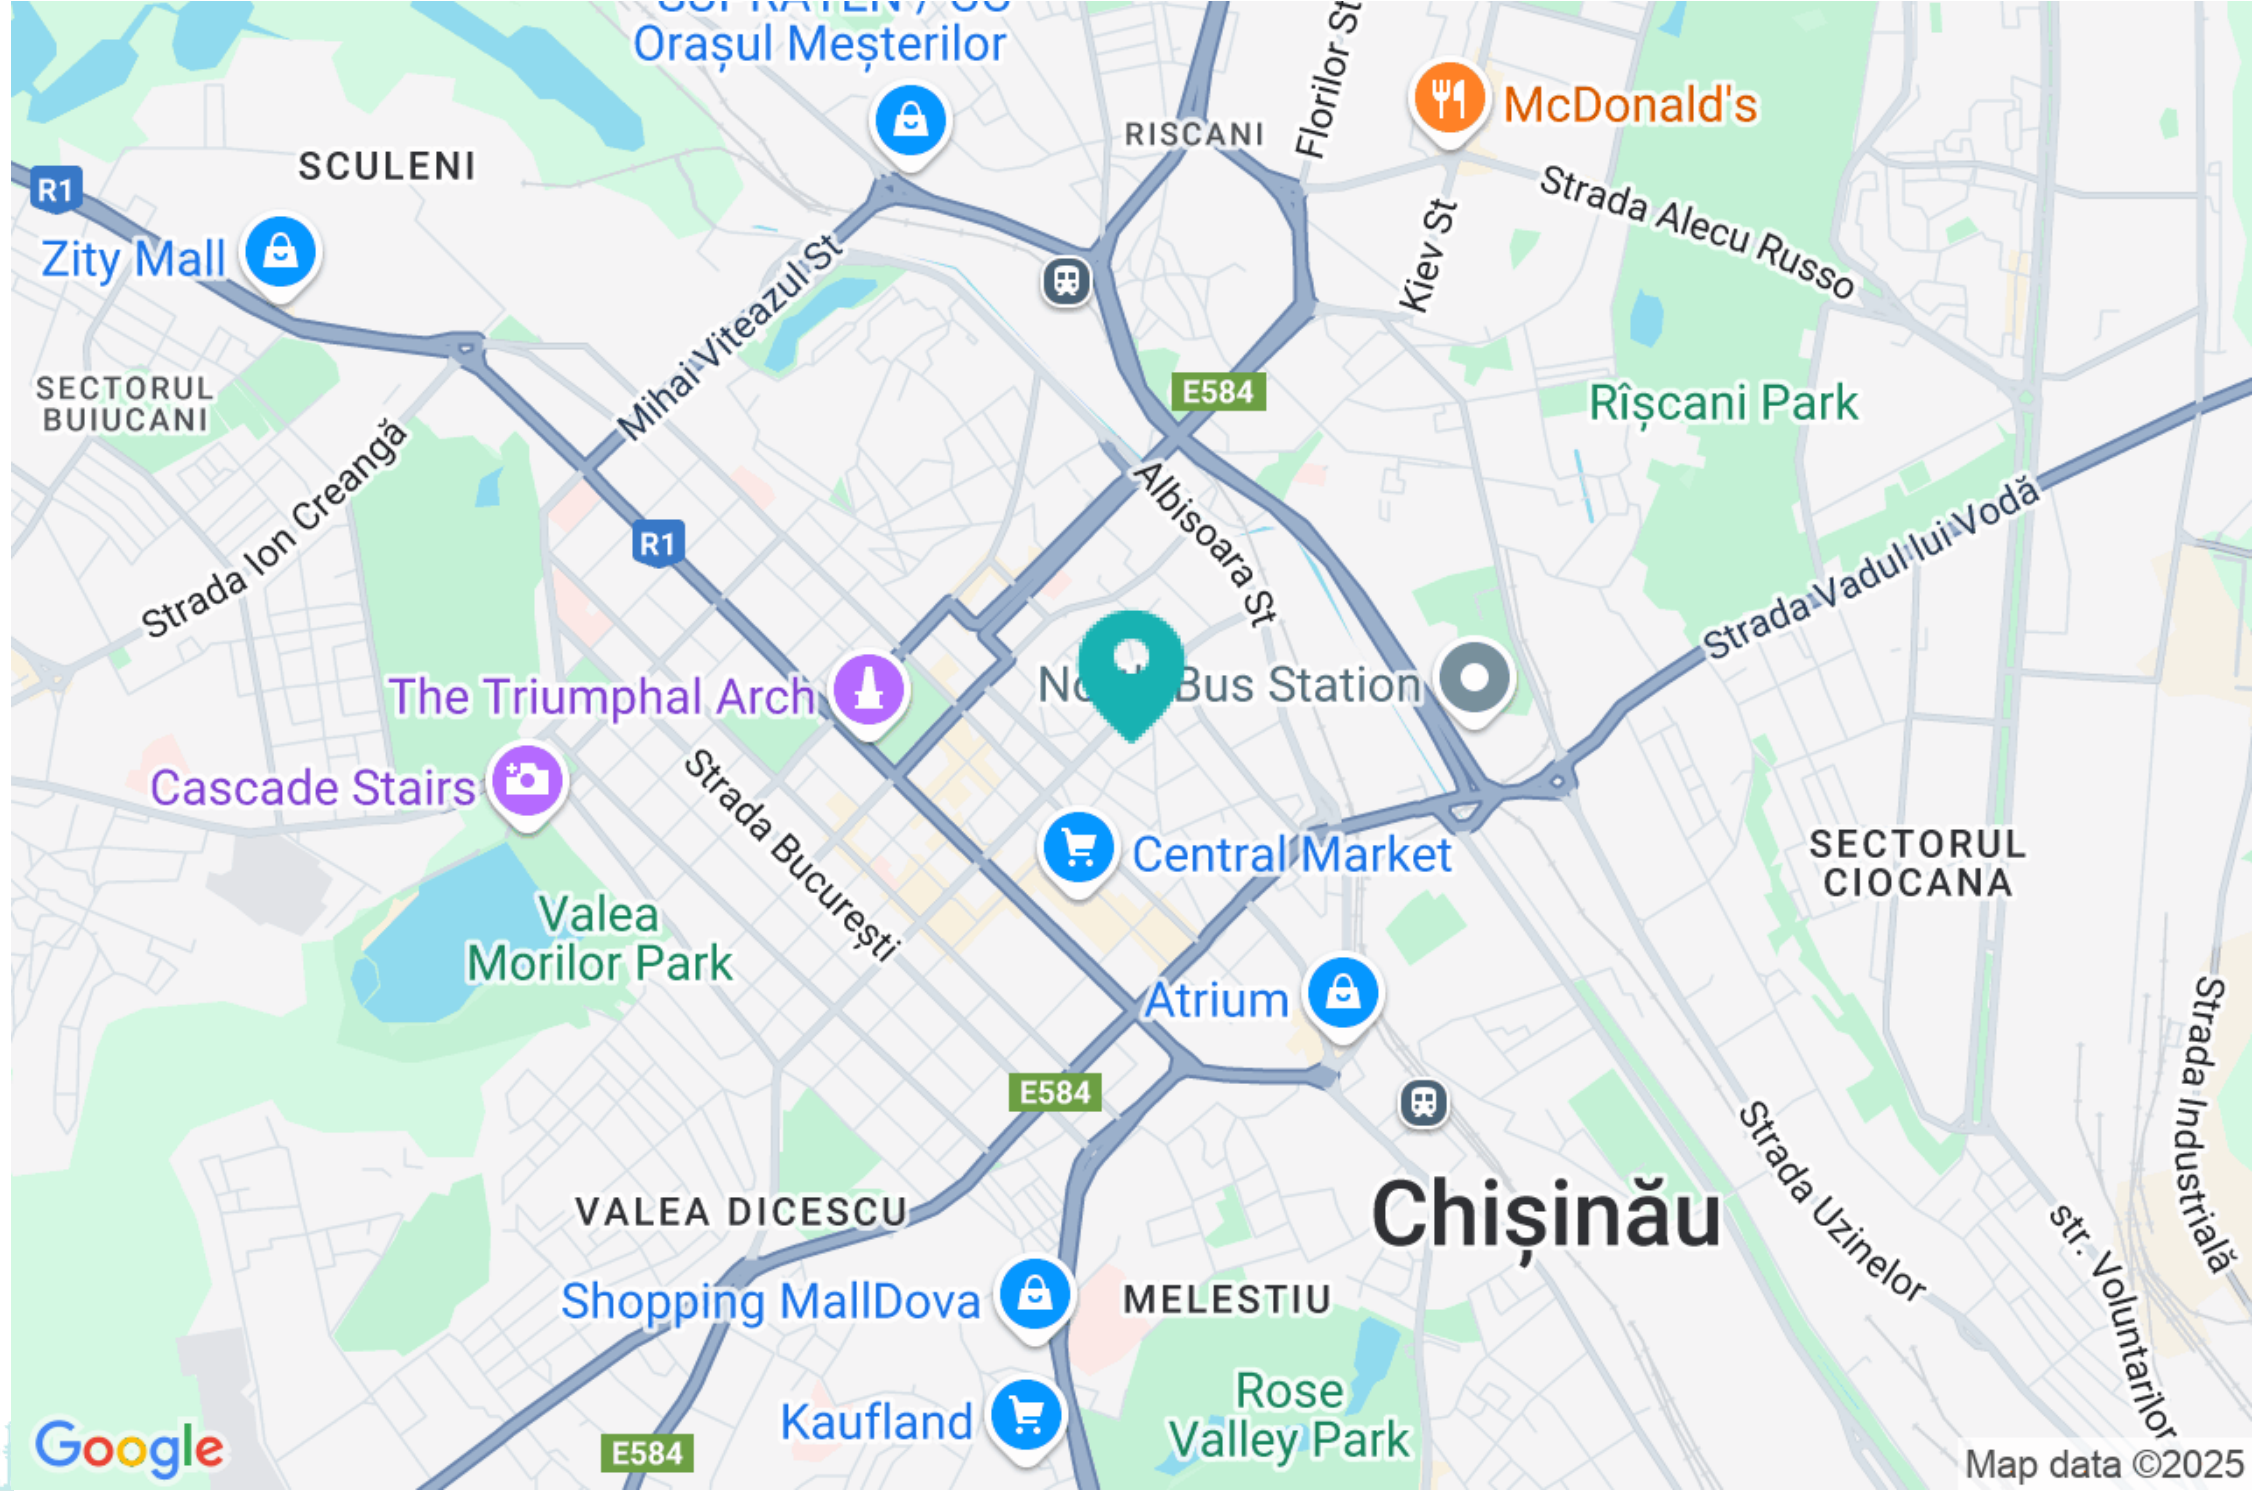 Orașul Meșterilor
RISCANI
Florilor St
McDonald's
SCULENI
R1
Zity Mall
Strada Alecu Russo
Kiev St
Mihai Viteazul St
SECTORUL
BUIUCANI
E584
Rîșcani Park
Strada Ion Creangă
R1
Albisoara St
Strada Vadul lui Vodă
The Triumphal Arch
Bus Station
Cascade Stairs
Strada București
Central Market
SECTORUL
CIOCANA
Valea
Morilor Park
Atrium
E584
Strada Industrială
Strada Uzinelor
VALEA DICESCU
Chișinău
str. Voluntarilor
Shopping MallDova
MELESTIU
Rose
Valley Park
Kaufland
E584
Google
Map data ©2025